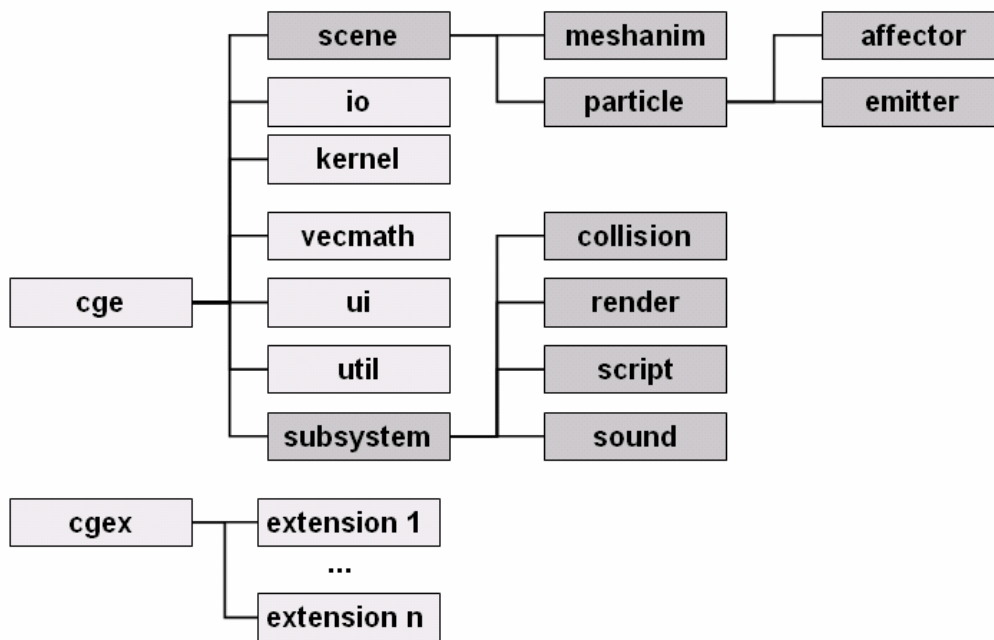 scene meshanim affector
io particle emitter
kernel
vecmath collision
cge ui render
util script
subsystem sound
cgex extension 1
...
extension n